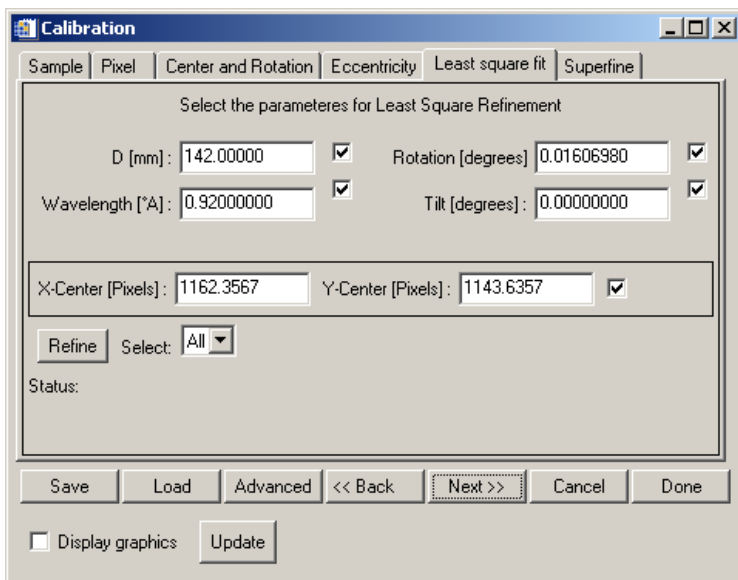 Calibration
Sample Pixel Center and Rotation Eccentricity Least square fit Superfine
Select the parameteres for Least Square Refinement
D [mm] : 142.00000 Rotation [degrees] 0.01606980
Wavelength [*A] : 0.92000000 Tilt [degrees] : 0.00000000
X-Center [Pixels] : 1162.3567 Y-Center [Pixels] : 1143.6357
Refine Select: All
Status:
Save Load Advanced << Back Next >> Cancel Done
Display graphics Update